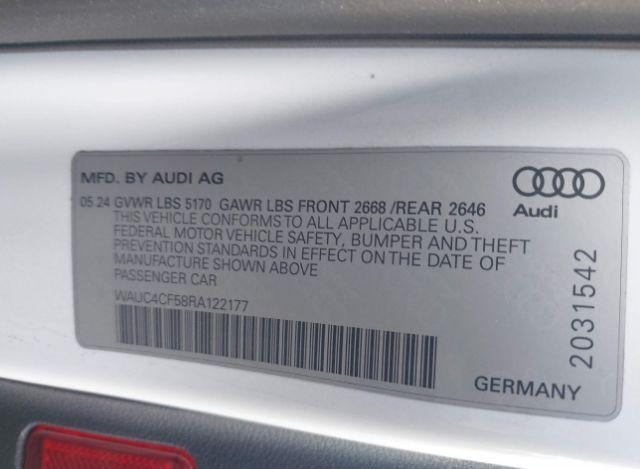 MFD. BY AUDI AG
05 24 GVWR LBS 5170 GAWR LBS FRONT 2668 /REAR 2646
THIS VEHICLE CONFORMS TO ALL APPLICABLE U.S.
FEDERAL MOTOR VEHICLE SAFETY, BUMPER AND THEFT
PREVENTION STANDARDS IN EFFECT ON THE DATE OF
MANUFACTURE SHOWN ABOVE
PASSENGER CAR
WAUC4CF58RA122177
Audi
2031542
GERMANY